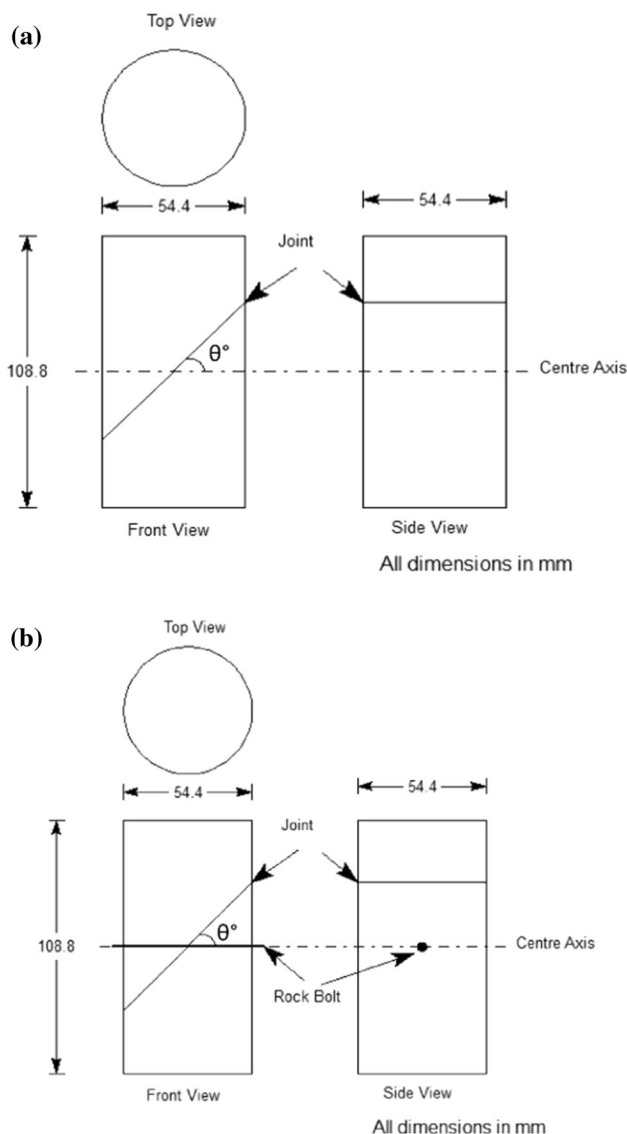 (a)
Top View
54.4
54.4
Joint
θ°
108.8
Centre Axis
Front View
Side View
All dimensions in mm
(b)
Top View
54.4
54.4
Joint
θ°
108.8
Centre Axis
Rock Bolt
Front View
Side View
All dimensions in mm